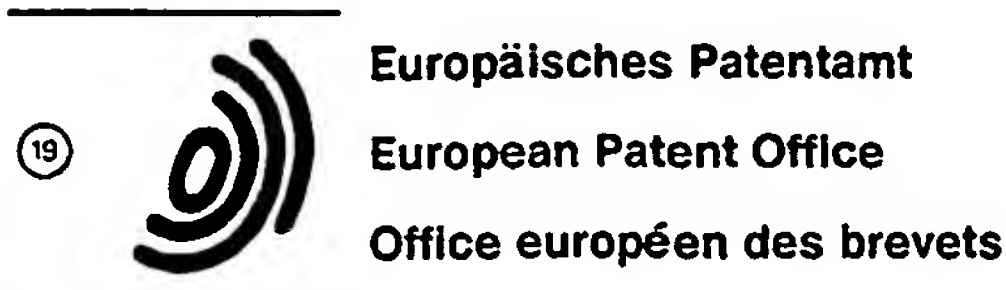 Europäisches Patentamt
19 European Patent Office
Office européen des brevets